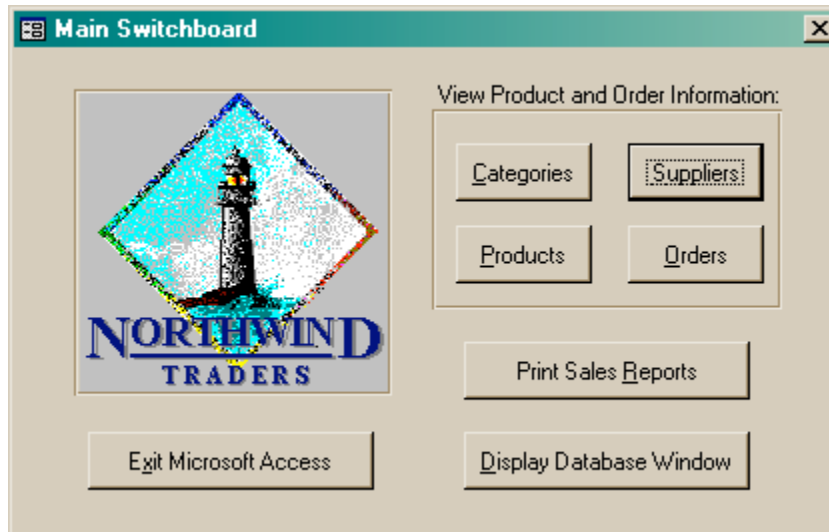 Main Switchboard
View Product and Order Information:
Categories
Suppliers
Products
Orders
NORTHWIND
TRADERS
Print Sales Reports
Exit Microsoft Access
Display Database Window